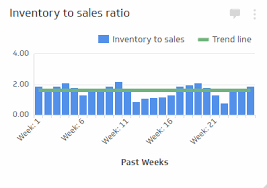 Inventory to sales ratio
Inventory to sales
Trend line
4.00
2.00
0.00
Week: 1
Week: 6
Week: 11
Week: 16
Week: 21
Past Weeks